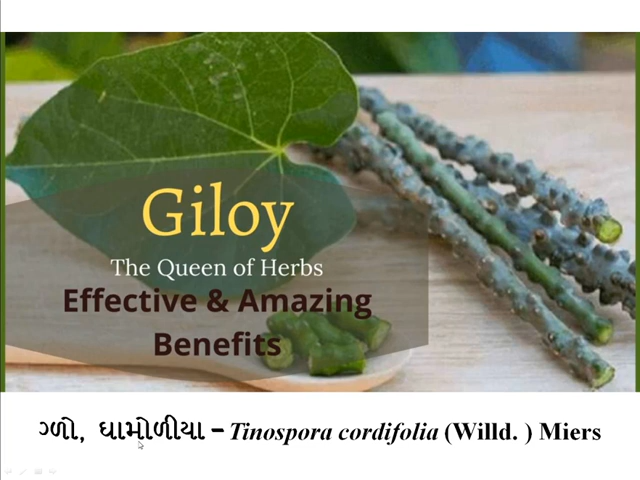 Giloy
The Queen of Herbs
Effective & Amazing
Benefits
ગળો, ઘામોળીયા – Tinospora cordifolia (Willd. ) Miers